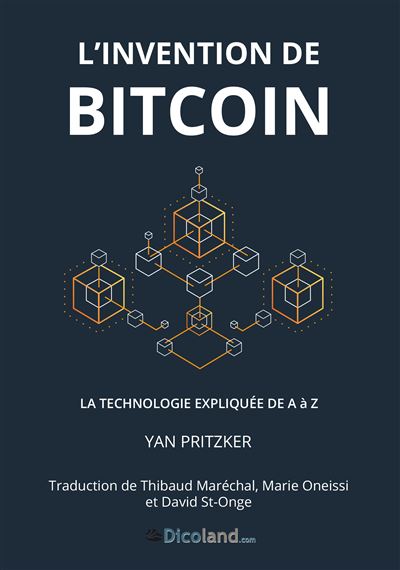 L'INVENTION DE
BITCOIN
LA TECHNOLOGIE EXPLIQUÉE DE A à Z
YAN PRITZKER
Traduction de Thibaud Maréchal, Marie Oneissi
et David St-Onge
Dicoland.com